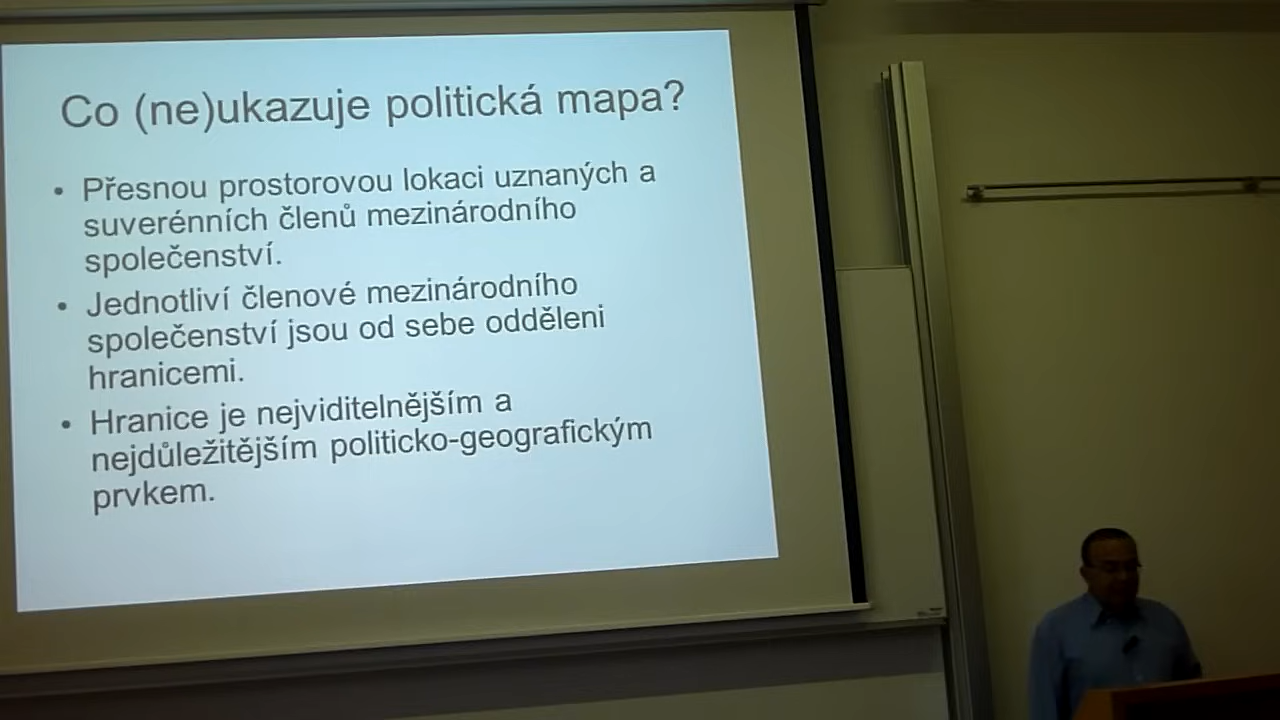 Co (ne)ukazuje politická mapa?
• Přesnou prostorovou lokaci uznaných a
suverénních členů mezinárodního
společenství.
• Jednotliví členové mezinárodního
společenství jsou od sebe odděleni
hranicemi.
• Hranice je nejviditelnějším a
nejdůležitějším politicko-geografickým
prvkem.